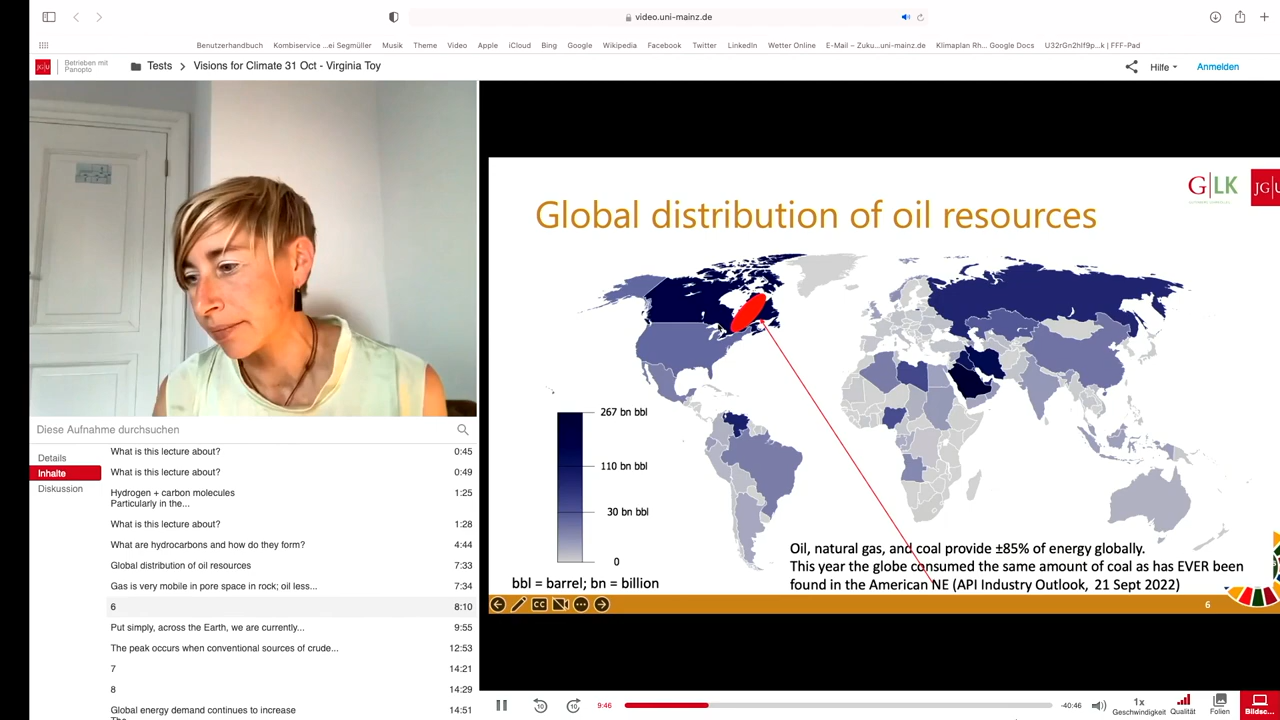 video.uni-mainz.de
Benutzerhandbuch Kombiservice ...ei Segmüller Musik Theme Video Apple iCloud Bing Google Wikipedia Facebook Twitter LinkedIn Wetter Online E-Mail – Zuku...uni-mainz.de Klimaplan Rh... Google Docs U32rGn2hIf9p...k | FFF-Pad
JGU
Betrieben mit
Panopto
Tests > Visions for Climate 31 Oct - Virginia Toy
Hilfe
Anmelden
Diese Aufnahme durchsuchen
Details
Inhalte
Diskussion
What is this lecture about? 0:45
What is this lecture about? 0:49
Hydrogen + carbon molecules 1:25
Particularly in the...
What is this lecture about? 1:28
What are hydrocarbons and how do they form? 4:44
Global distribution of oil resources 7:33
Gas is very mobile in pore space in rock; oil less... 7:34
6 8:10
Put simply, across the Earth, we are currently... 9:55
The peak occurs when conventional sources of crude... 12:53
7 14:21
8 14:29
Global energy demand continues to increase 14:51
G|LK
JG|U
Global distribution of oil resources
267 bn bbl
110 bn bbl
30 bn bbl
0
bbl = barrel; bn = billion
Oil, natural gas, and coal provide ±85% of energy globally.
This year the globe consumed the same amount of coal as has EVER been
found in the American NE (API Industry Outlook, 21 Sept 2022)
CC
6
10
10
9:46
-40:46
1x
Geschwindigkeit
Qualität
Folien
Bildsc...